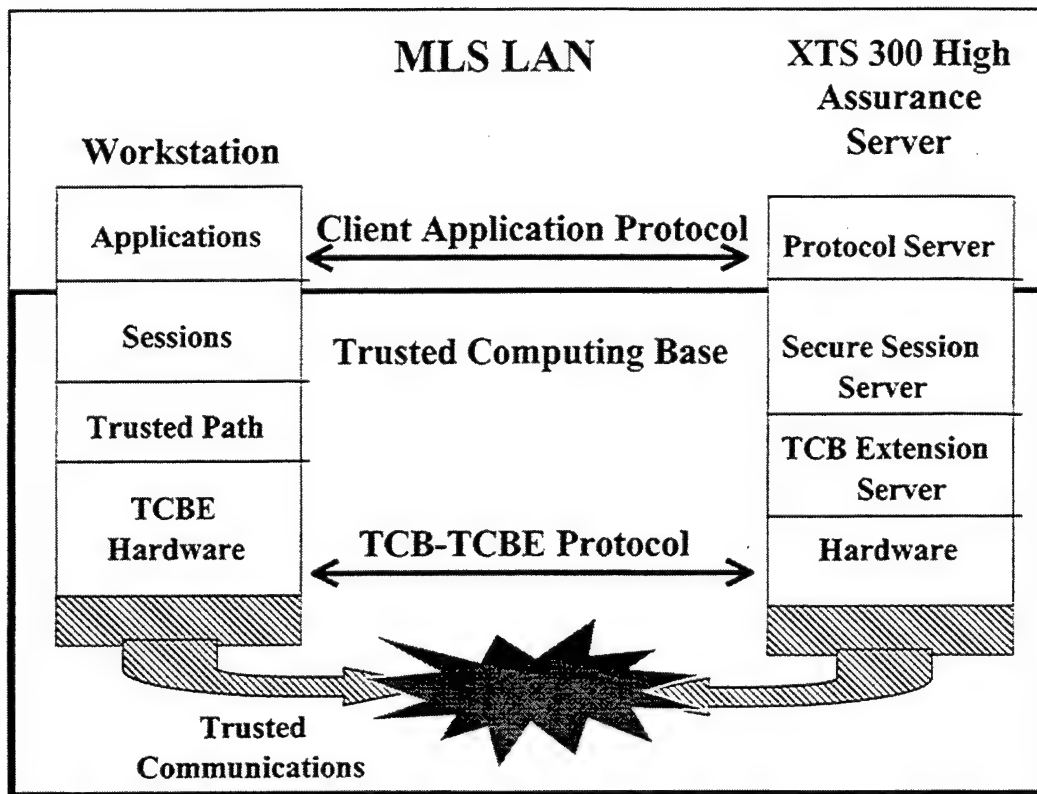 MLS LAN
XTS 300 High
Assurance
Server
Workstation
Applications
Client Application Protocol
Protocol Server
Sessions
Trusted Computing Base
Secure Session
Server
Trusted Path
TCB Extension
Server
TCBE
Hardware
TCB-TCBE Protocol
Hardware
Trusted
Communications